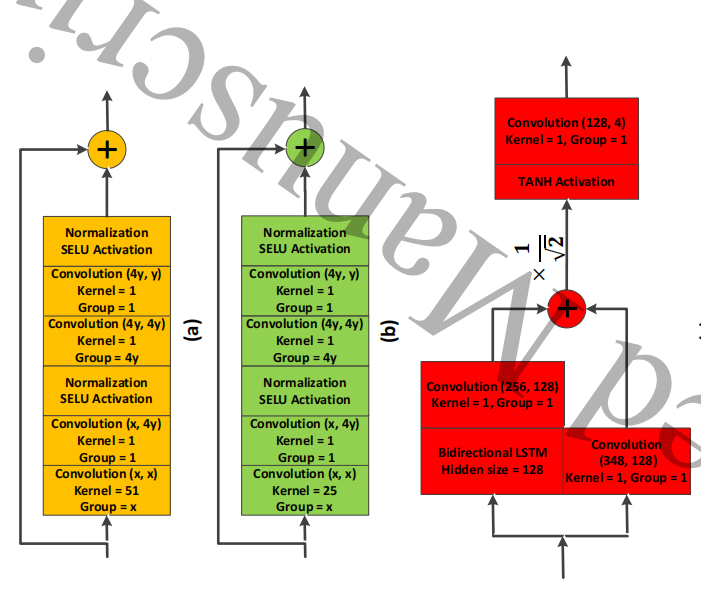 Normalization
SELU Activation
Convolution (4y, y)
Kernel = 1
Group = 1
Convolution (4y, 4y)
Kernel = 1
Group = 4y
Normalization
SELU Activation
Convolution (x, 4y)
Kernel = 1
Group = 1
Convolution (x, x)
Kernel = 51
Group = x
+
(a)
Normalization
SELU Activation
Convolution (4y, y)
Kernel = 1
Group = 1
Convolution (4y, 4y)
Kernel = 1
Group = 4y
Normalization
SELU Activation
Convolution (x, 4y)
Kernel = 1
Group = 1
Convolution (x, x)
Kernel = 25
Group = x
+
(b)
Convolution (128, 4)
Kernel = 1, Group = 1
TANH Activation
× 1/√2
+
Convolution (256, 128)
Kernel = 1, Group = 1
Bidirectional LSTM
Hidden size = 128
Convolution
(348, 128)
Kernel = 1, Group = 1